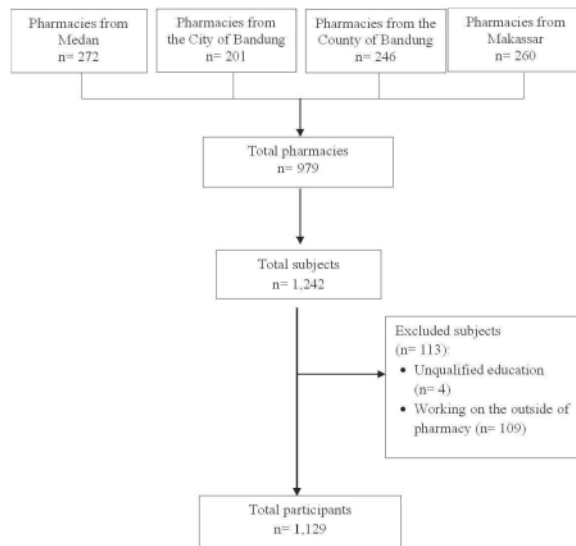 Pharmacies from
Medan
n= 272
Pharmacies from
the City of Bandung
n= 201
Pharmacies from the
County of Bandung
n= 246
Pharmacies from
Makassar
n= 260
Total pharmacies
n= 979
Total subjects
n= 1,242
Excluded subjects
(n= 113):
• Unqualified education
(n= 4)
• Working on the outside of
pharmacy (n= 109)
Total participants
n= 1,129